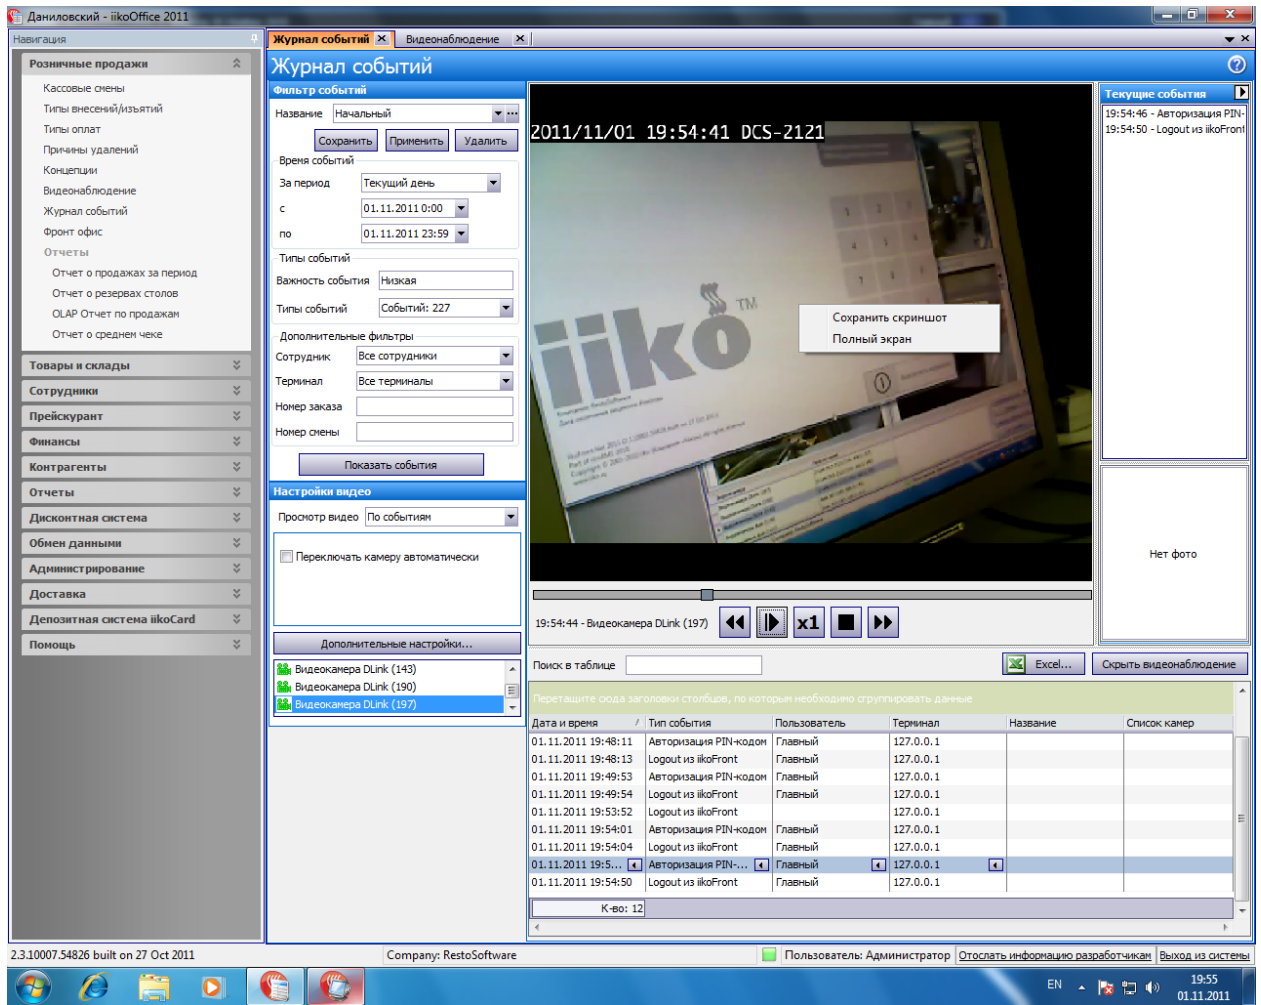 Даниловский - iikoOffice 2011
Навигация
Розничные продажи
Кассовые смены
Типы внесений/изъятий
Типы оплат
Причины удалений
Концепции
Видеонаблюдение
Журнал событий
Фронт офис
Отчеты
Отчет о продажах за период
Отчет о резервах столов
OLAP Отчет по продажам
Отчет о среднем чеке
Товары и склады
Сотрудники
Прейскурант
Финансы
Контрагенты
Отчеты
Дисконтная система
Обмен данными
Администрирование
Доставка
Депозитная система iikoCard
Помощь
Журнал событий
Видеонаблюдение
Журнал событий
Фильтр событий
Название Начальный
Сохранить Применить Удалить
Время событий
За период Текущий день
с 01.11.2011 0:00
по 01.11.2011 23:59
Типы событий
Важность события Низкая
Типы событий Событий: 227
Дополнительные фильтры
Сотрудник Все сотрудники
Терминал Все терминалы
Номер заказа
Номер смены
Показать события
Настройки видео
Просмотр видео По событиям
Переключать камеру автоматически
Дополнительные настройки...
Видеокамера DLink (143)
Видеокамера DLink (190)
Видеокамера DLink (197)
2011/11/01 19:54:41 DCS-2121
iiko TM
Сохранить скриншот
Полный экран
19:54:44 - Видеокамера DLink (197)
x1
Текущие события
19:54:46 - Авторизация PIN-
19:54:50 - Logout из iikoFront
Нет фото
Поиск в таблице
Excel...
Скрыть видеонаблюдение
Перетащите сюда заголовки столбцов, по которым необходимо сгруппировать данные
Дата и время / Тип события Пользователь Терминал Название Список камер
01.11.2011 19:48:11 Авторизация PIN-кодом Главный 127.0.0.1
01.11.2011 19:48:13 Logout из iikoFront Главный 127.0.0.1
01.11.2011 19:49:53 Авторизация PIN-кодом Главный 127.0.0.1
01.11.2011 19:49:54 Logout из iikoFront Главный 127.0.0.1
01.11.2011 19:53:52 Logout из iikoFront 127.0.0.1
01.11.2011 19:54:01 Авторизация PIN-кодом Главный 127.0.0.1
01.11.2011 19:54:04 Logout из iikoFront Главный 127.0.0.1
01.11.2011 19:5... Авторизация PIN-... Главный 127.0.0.1
01.11.2011 19:54:50 Logout из iikoFront Главный 127.0.0.1
К-во: 12
2.3.10007.54826 built on 27 Oct 2011
Company: RestoSoftware
Пользователь: Администратор
Отослать информацию разработчикам
Выход из системы
EN
19:55
01.11.2011